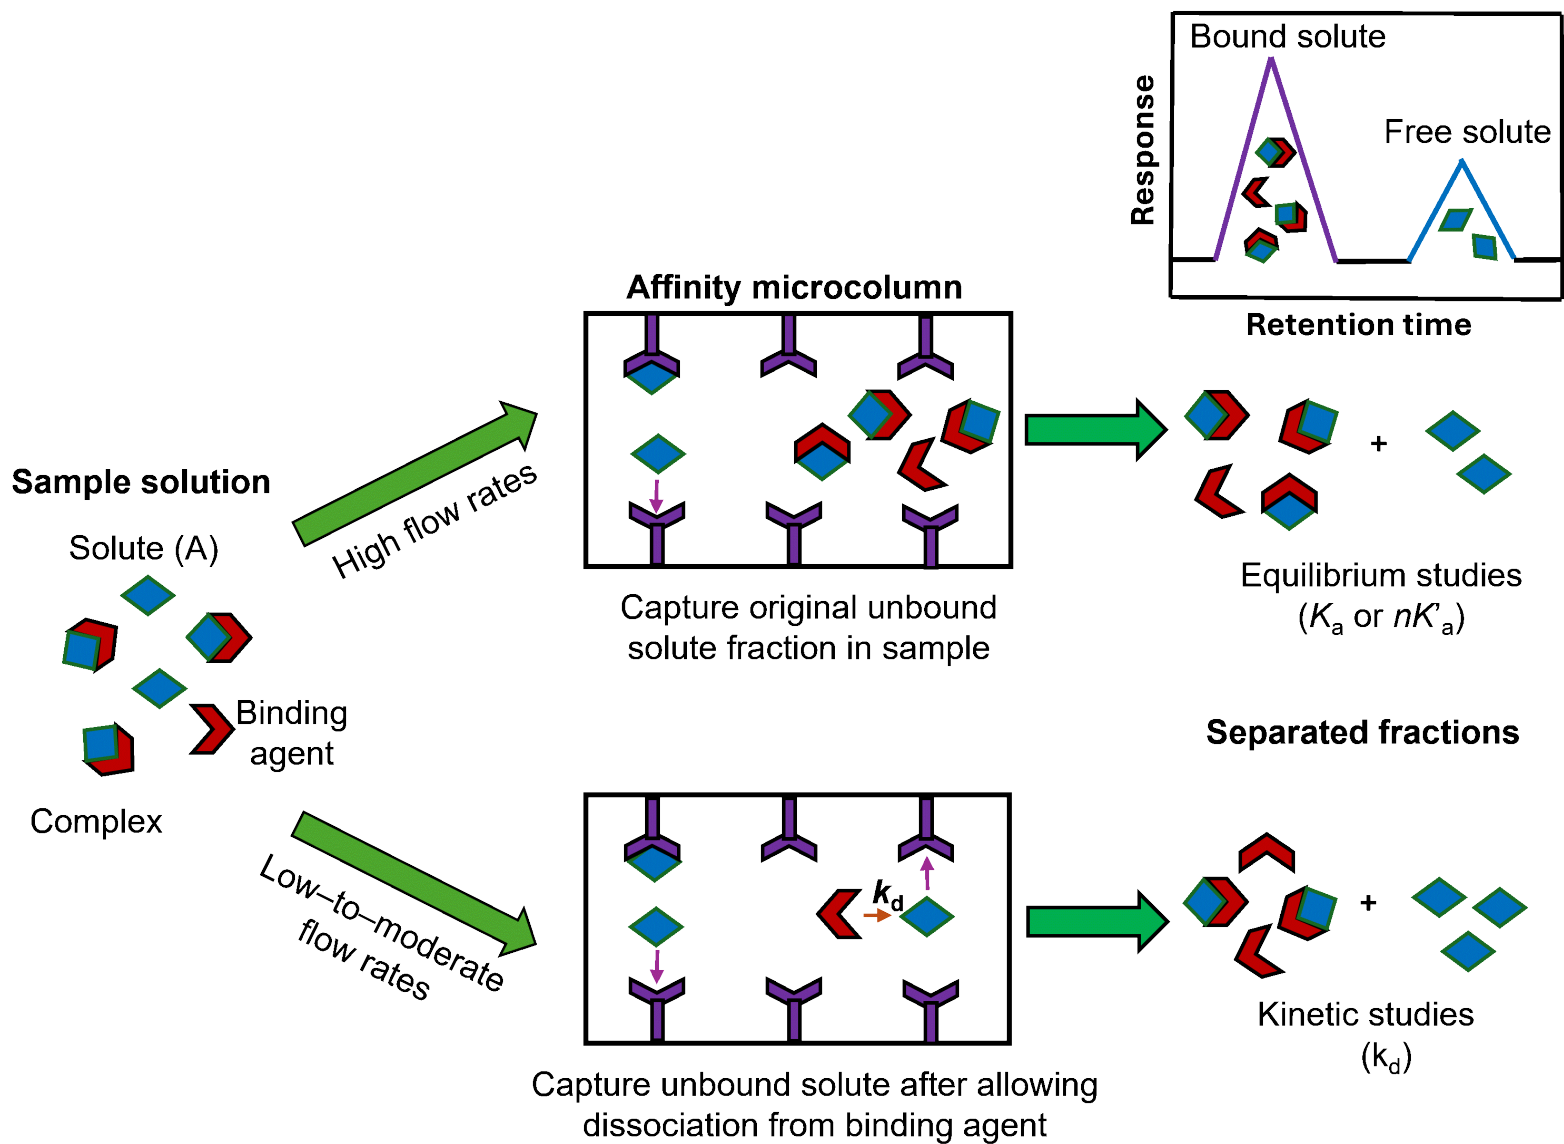 Bound solute
Free solute
Response
Retention time
Affinity microcolumn
Sample solution
Solute (A)
Binding
agent
Complex
High flow rates
Capture original unbound
solute fraction in sample
+
Equilibrium studies
(Ka or nK'a)
Separated fractions
Low–to–moderate
flow rates
kd
Capture unbound solute after allowing
dissociation from binding agent
+
Kinetic studies
(kd)